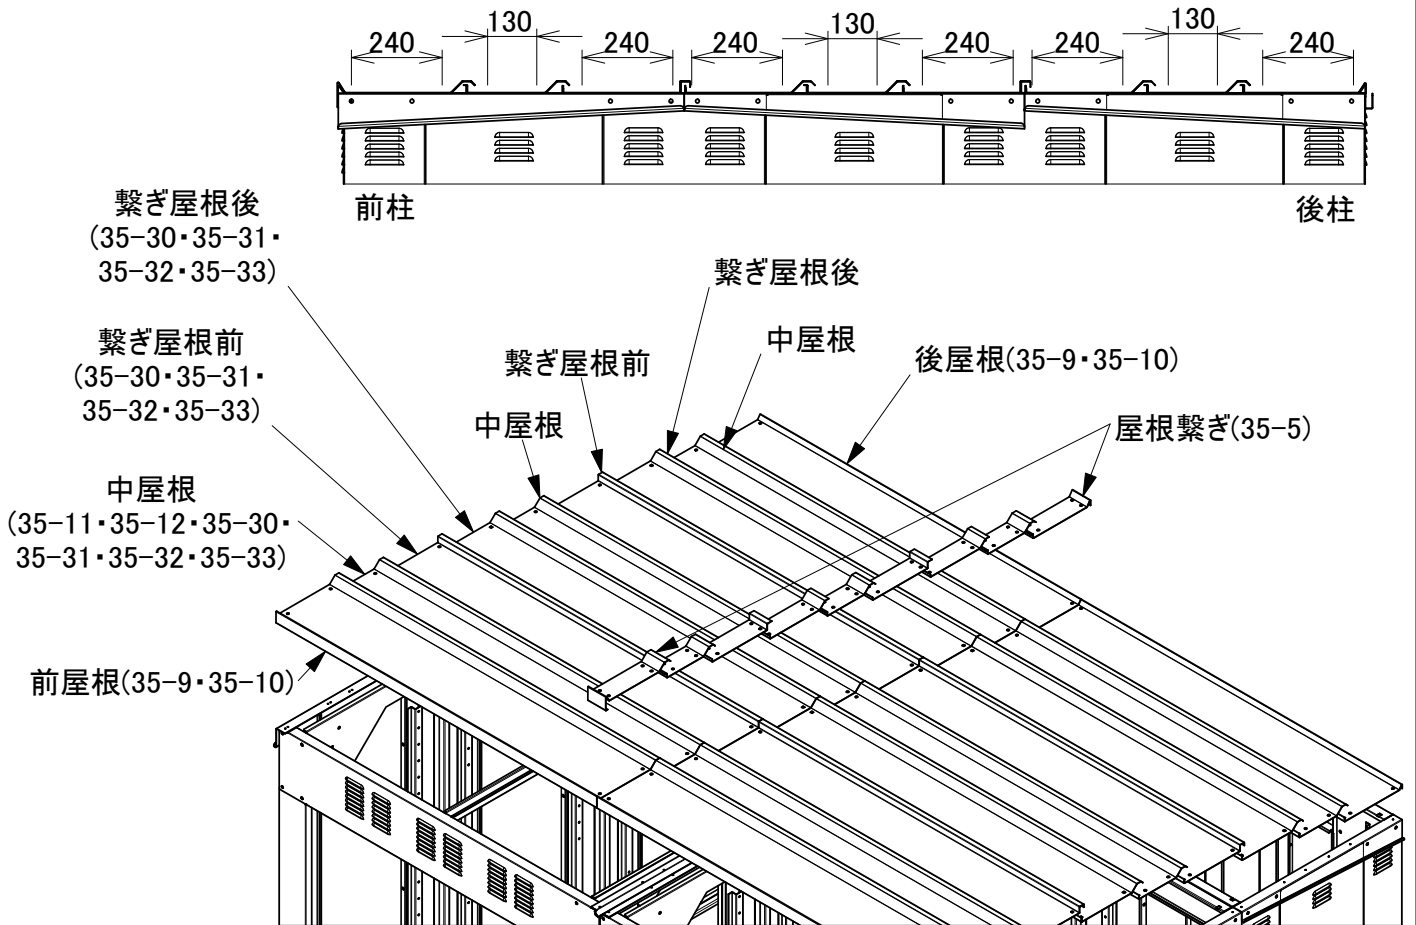 240
130
240
240
130
240
240
130
240
前柱
後柱
繋ぎ屋根後
(35-30・35-31・
35-32・35-33)
繋ぎ屋根前
(35-30・35-31・
35-32・35-33)
中屋根
(35-11・35-12・35-30・
35-31・35-32・35-33)
前屋根(35-9・35-10)
中屋根
繋ぎ屋根前
繋ぎ屋根後
中屋根
後屋根(35-9・35-10)
屋根繋ぎ(35-5)